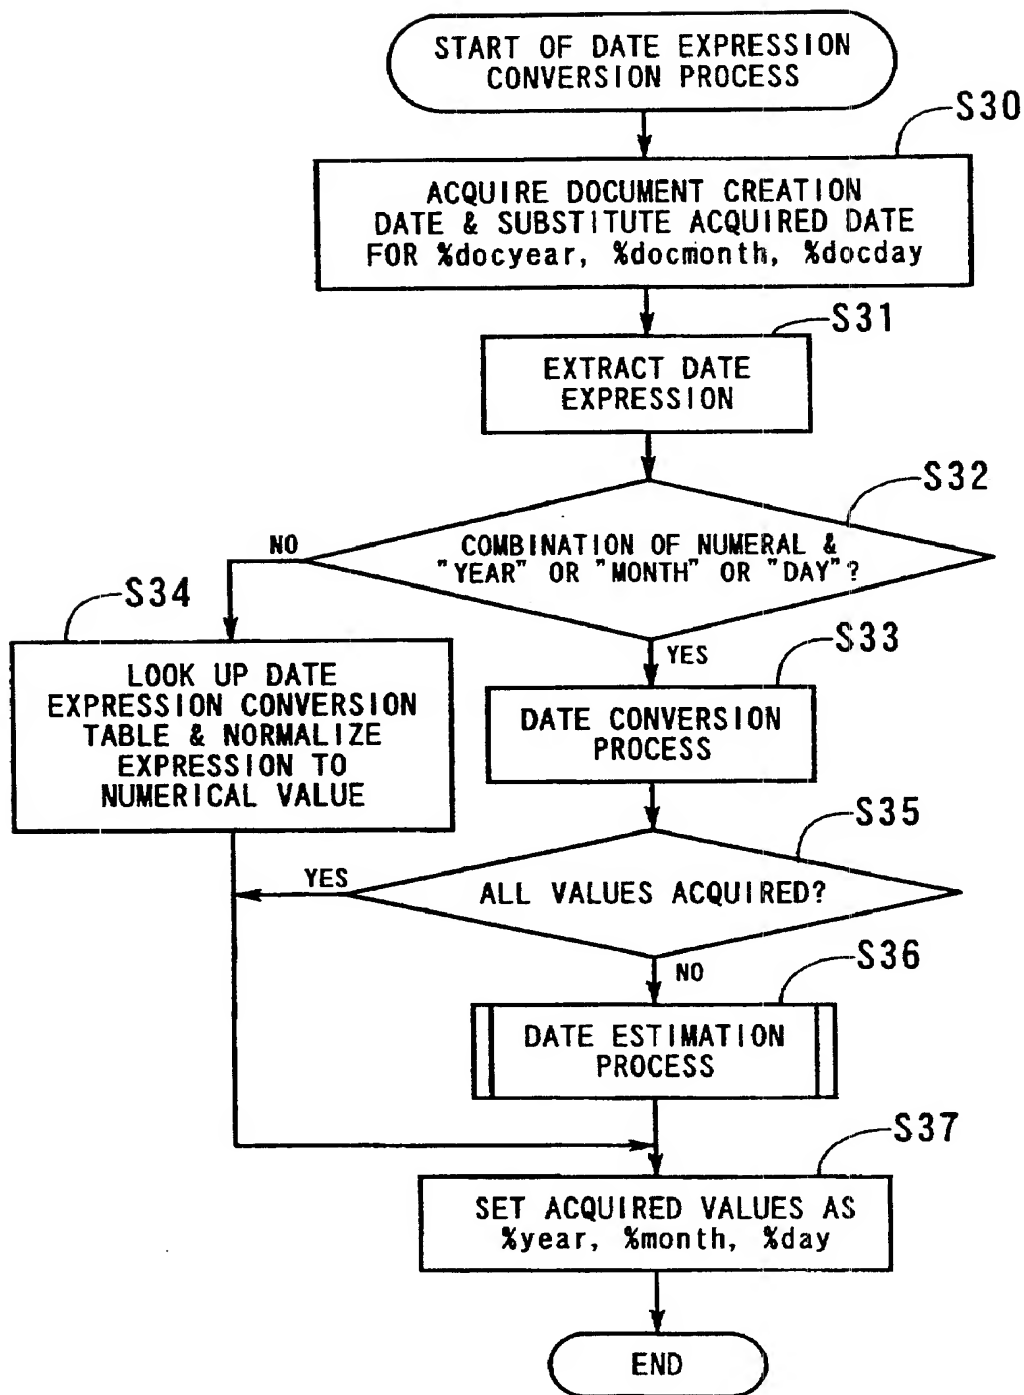 START OF DATE EXPRESSION
CONVERSION PROCESS
S30
ACQUIRE DOCUMENT CREATION
DATE & SUBSTITUTE ACQUIRED DATE
FOR %docyear, %docmonth, %docday
S31
EXTRACT DATE
EXPRESSION
S32
NO
COMBINATION OF NUMERAL &
"YEAR" OR "MONTH" OR "DAY"?
S34
YES
S33
LOOK UP DATE
EXPRESSION CONVERSION
TABLE & NORMALIZE
EXPRESSION TO
NUMERICAL VALUE
DATE CONVERSION
PROCESS
S35
YES
ALL VALUES ACQUIRED?
NO
S36
DATE ESTIMATION
PROCESS
S37
SET ACQUIRED VALUES AS
%year, %month, %day
END